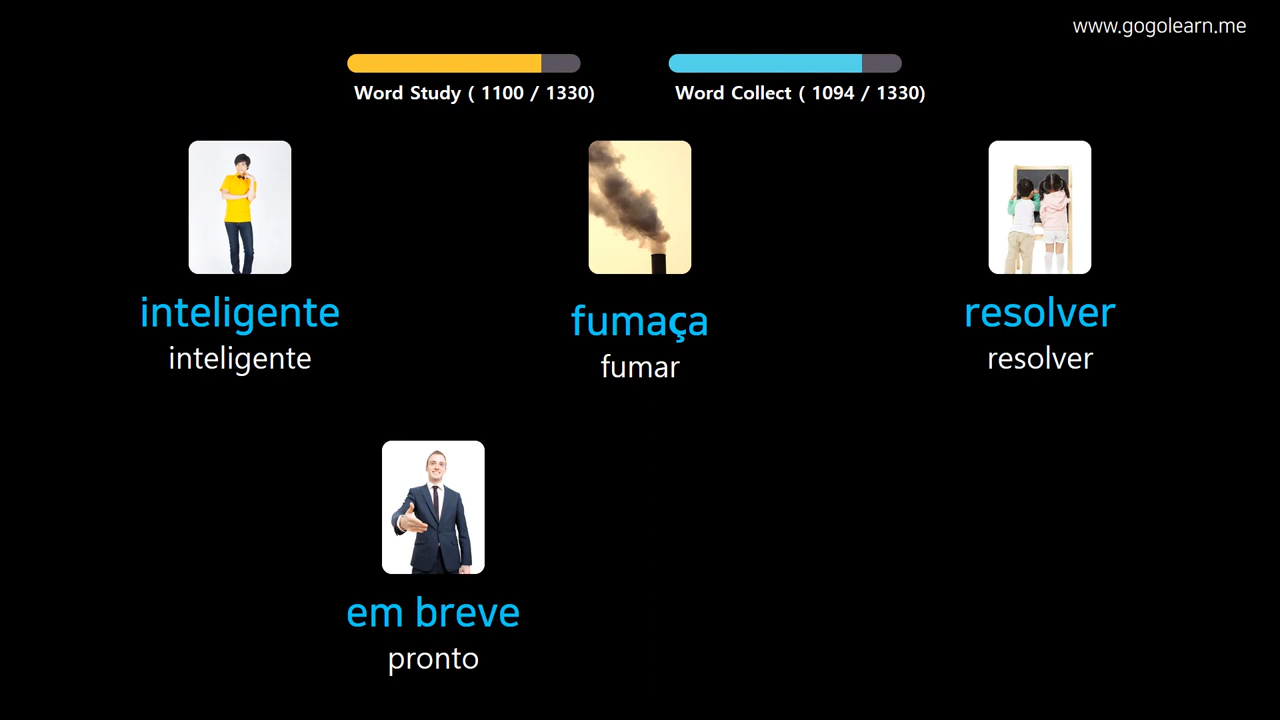 www.gogolearn.me
Word Study ( 1100 / 1330)
Word Collect ( 1094 / 1330)
inteligente
inteligente
fumaça
fumar
resolver
resolver
em breve
pronto